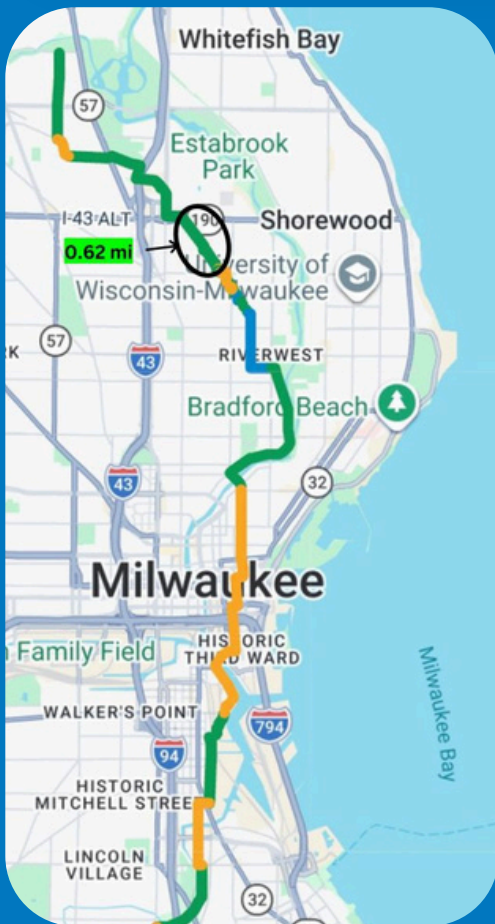 Whitefish Bay
57
Estabrook
Park
I-43 ALT
190
Shorewood
0.62 mi
University of
Wisconsin-Milwaukee
57
K
43
RIVERWEST
Bradford Beach
43
32
Milwaukee
HISTORIC
THIRD WARD
Family Field
Milwaukee Bay
WALKER'S POINT
794
94
HISTORIC
MITCHELL STREE
LINCOLN
VILLAGE
32